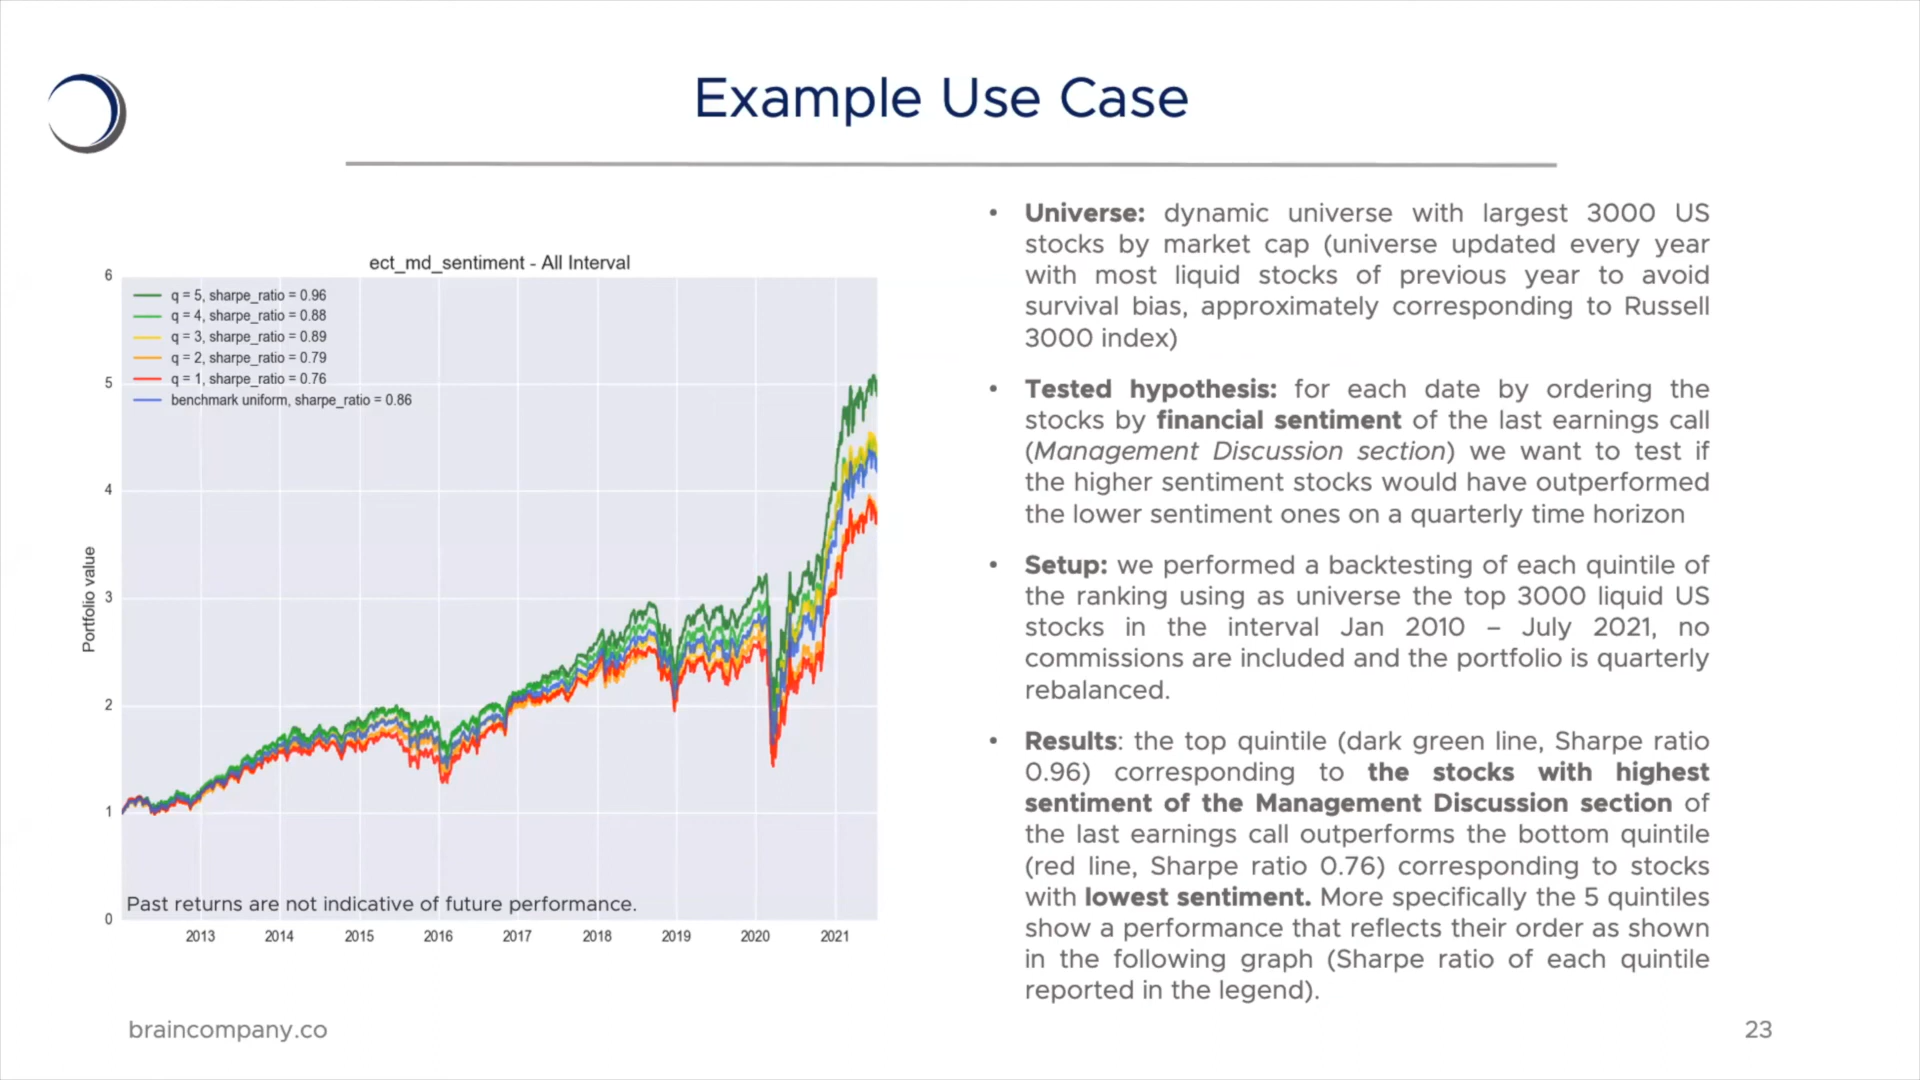 Example Use Case
ect_md_sentiment - All Interval
6
5
4
3
2
1
0
Portfolio value
q = 5, sharpe_ratio = 0.96
q = 4, sharpe_ratio = 0.88
q = 3, sharpe_ratio = 0.89
q = 2, sharpe_ratio = 0.79
q = 1, sharpe_ratio = 0.76
benchmark uniform, sharpe_ratio = 0.86
Past returns are not indicative of future performance.
2013 2014 2015 2016 2017 2018 2019 2020 2021
• Universe: dynamic universe with largest 3000 US
stocks by market cap (universe updated every year
with most liquid stocks of previous year to avoid
survival bias, approximately corresponding to Russell
3000 index)
• Tested hypothesis: for each date by ordering the
stocks by financial sentiment of the last earnings call
(Management Discussion section) we want to test if
the higher sentiment stocks would have outperformed
the lower sentiment ones on a quarterly time horizon
• Setup: we performed a backtesting of each quintile of
the ranking using as universe the top 3000 liquid US
stocks in the interval Jan 2010 – July 2021, no
commissions are included and the portfolio is quarterly
rebalanced.
• Results: the top quintile (dark green line, Sharpe ratio
0.96) corresponding to the stocks with highest
sentiment of the Management Discussion section of
the last earnings call outperforms the bottom quintile
(red line, Sharpe ratio 0.76) corresponding to stocks
with lowest sentiment. More specifically the 5 quintiles
show a performance that reflects their order as shown
in the following graph (Sharpe ratio of each quintile
reported in the legend).
braincompany.co
23